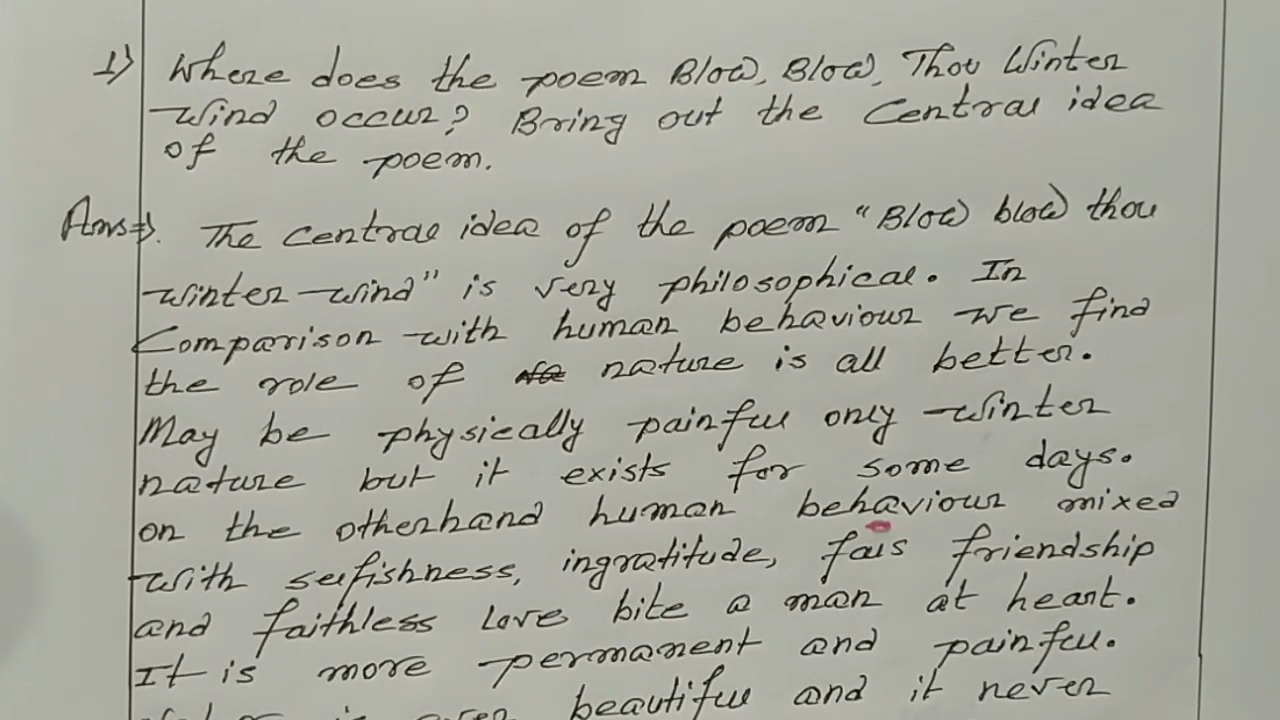 1) Where does the poem Blow, Blow, Thou Winter
Wind occur? Bring out the Central idea
of the poem.
Ans⇒. The central idea of the poem "Blow blow thou
winter wind" is very philosophical. In
Comparison with human behaviour we find
the role of nature is all better.
May be physically painful only winter
nature but it exists for some days.
on the otherhand human behaviour mixed
with selfishness, ingratitude, fals friendship
and faithless Love bite a man at heart.
It is more permanent and painful.
is beautiful and it never